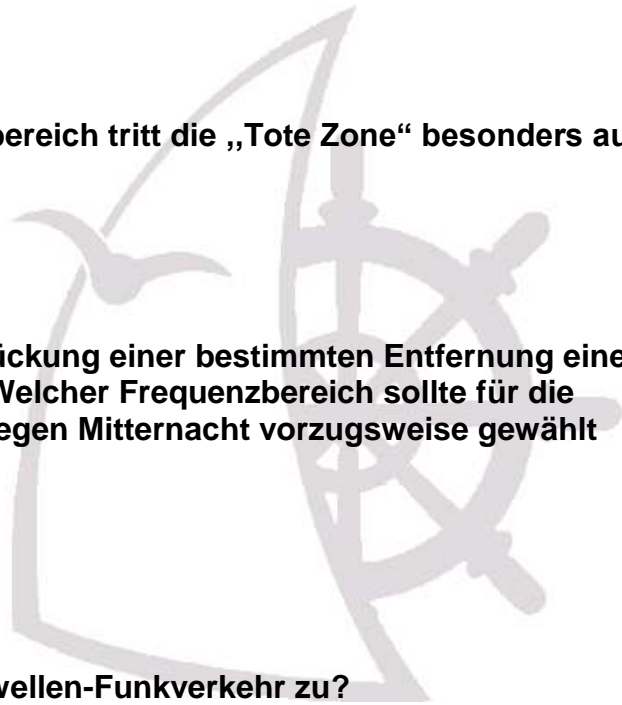 bereich tritt die ,,Tote Zone“ besonders au
ückung einer bestimmten Entfernung eine
Welcher Frequenzbereich sollte für die
egen Mitternacht vorzugsweise gewählt
wellen-Funkverkehr zu?